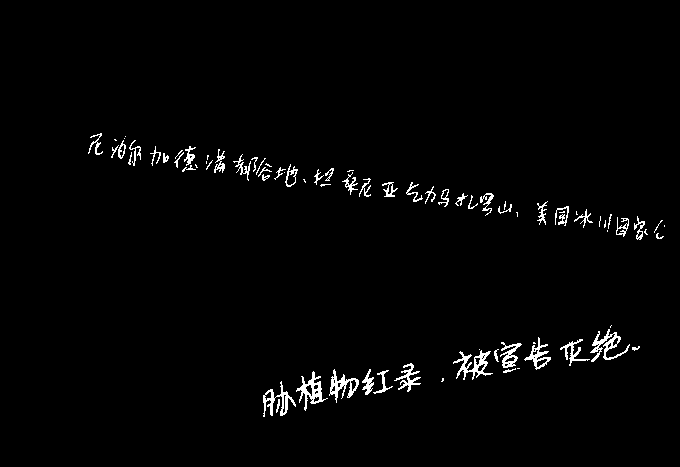 尼泊尔加德满都谷地、坦桑尼亚乞力马扎罗山、美国冰川国家公
脉植物红录，被宣告灭绝。